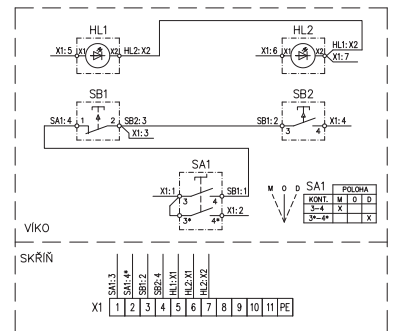 HL1
HL2
X1:5
X1
X2
HL2:X2
X1:6
X1
X2
HL1:X2
X1:7
SB1
SB2
SA1:4
1
2
SB2:3
X1:3
SB1:2
3
4
X1:4
SA1
X1:1
3
4
SB1:1
3*
4*
X1:2
M O D
SA1
POLOHA
KONT. M O D
3-4 X
3*-4* X
VÍKO
SKŘÍŇ
SA1:3
SA1:4*
SB1:2
SB2:4
HL1:X1
HL2:X1
HL2:X2
X1 1 2 3 4 5 6 7 8 9 10 11 PE